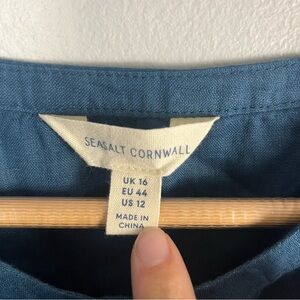 SEASALT CORNWALL
UK 16
EU 44
US 12
MADE IN
CHINA